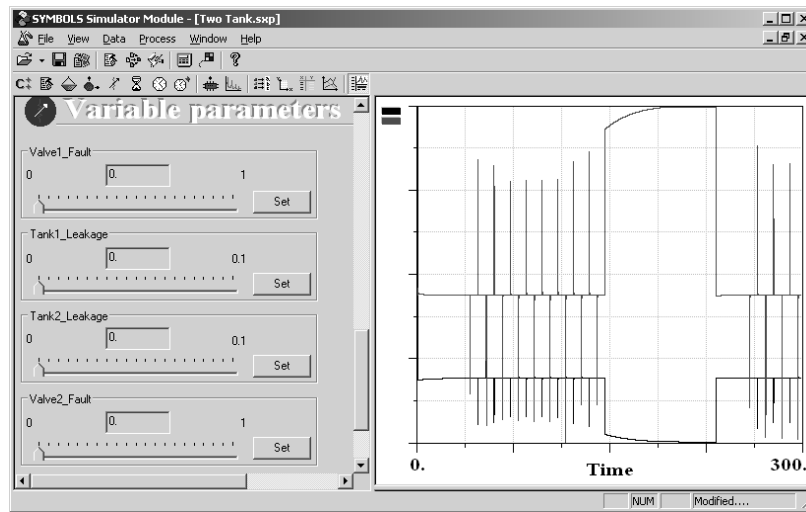 SYMBOLS Simulator Module - [Two Tank.sxp]
File View Data Process Window Help
Variable parameters
Valve1_Fault
0 0. 1
Set
Tank1_Leakage
0 0. 0.1
Set
Tank2_Leakage
0 0. 0.1
Set
Valve2_Fault
0 0. 1
Set
0. Time 300.
NUM Modified....